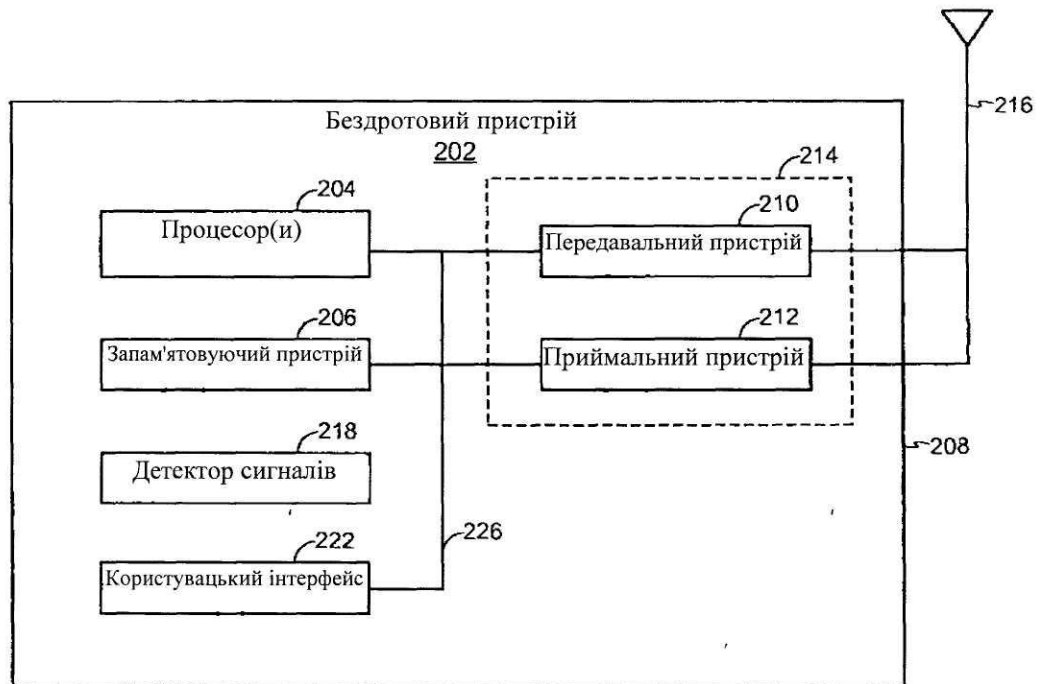 Бездротовий пристрій
202
216
214
204
Процесор(и)
210
Передавальний пристрій
206
Запам'ятовуючий пристрій
212
Приймальний пристрій
218
Детектор сигналів
208
222
Користувацький інтерфейс
226